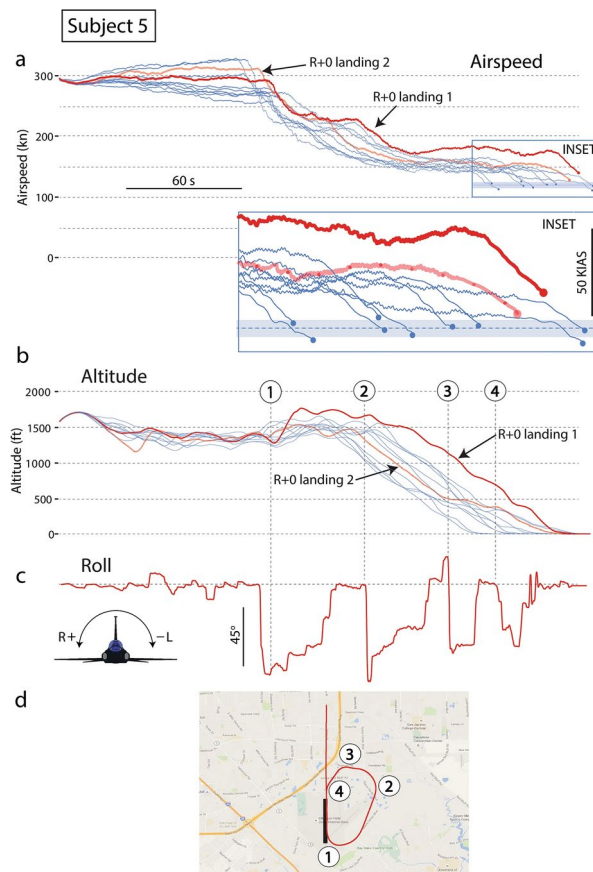 Subject 5
a
R+0 landing 2
Airspeed
R+0 landing 1
300
200
100
0
Airspeed (kn)
60 s
INSET
INSET
50 KIAS
b
Altitude
1
2
3
4
2000
1500
1000
500
0
Altitude (ft)
R+0 landing 1
R+0 landing 2
c
Roll
R+
–L
45º
d
3
2
4
1